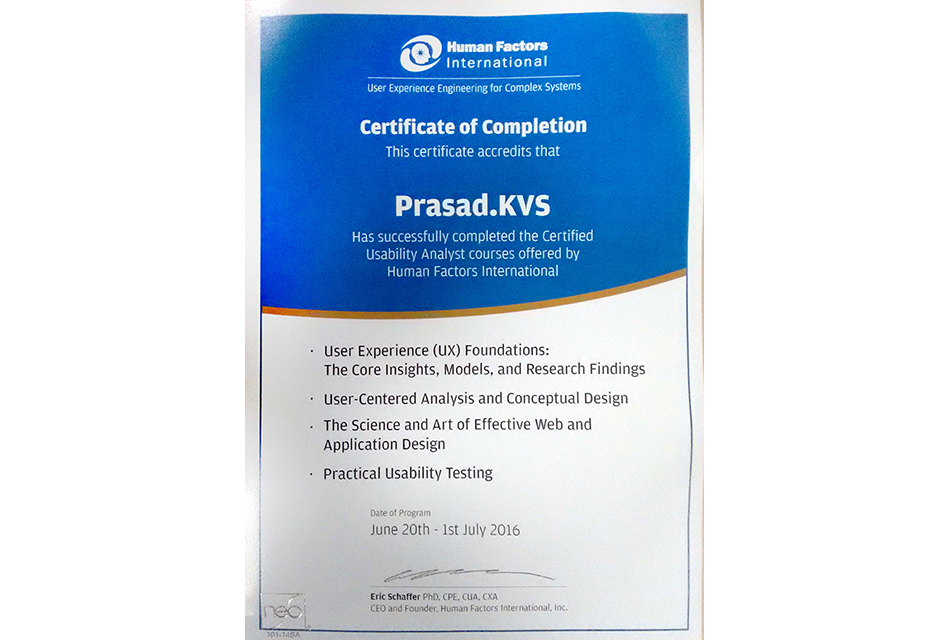 Human Factors
International
User Experience Engineering for Complex Systems
Certificate of Completion
This certificate accredits that
Prasad.KVS
Has successfully completed the Certified
Usability Analyst courses offered by
Human Factors International
· User Experience (UX) Foundations:
The Core Insights, Models, and Research Findings
· User-Centered Analysis and Conceptual Design
· The Science and Art of Effective Web and
Application Design
· Practical Usability Testing
Date of Program
June 20th - 1st July 2016
Eric Schaffer PhD, CPE, CUA, CXA
CEO and Founder, Human Factors International, Inc.
neo